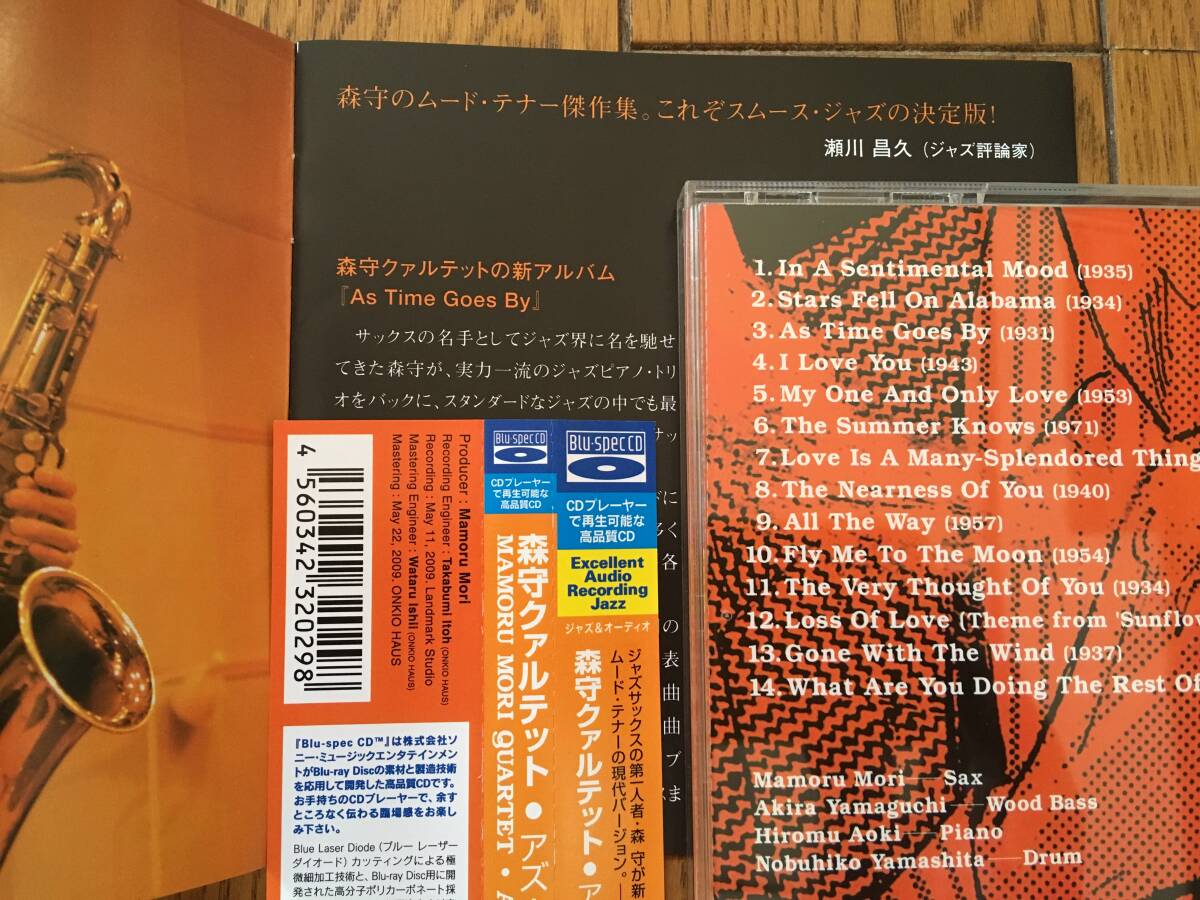 森守のムード・テナー傑作集。これぞスムース・ジャズの決定版!
瀬川 昌久（ジャズ評論家）
森守クァルテットの新アルバム
『As Time Goes By』
サックスの名手としてジャズ界に名を馳せ
てきた森守が、実力一流のジャズピアノ・トリ
オをバックに、スタンダードなジャズの中でも最
サッ
に
多く
各
の
表
曲
曲
ブ
ま
4 560342 320298
Producer : Mamoru Mori
Recording Engineer : Takabumi Itoh (ONKIO HAUS)
Recording : May 11, 2009. Landmark Studio
Mastering Engineer : Wataru Ishii (ONKIO HAUS)
Mastering : May 22, 2009. ONKIO HAUS
『Blu-spec CD™』は株式会社ソ
ニー・ミュージックエンタテインメン
トがBlu-ray Discの素材と製造技術
を応用して開発した高品質CDです。
お手持ちのCDプレーヤーで、余す
ところなく伝わる臨場感をお楽し
み下さい。
Blue Laser Diode（ブルー レーザー
ダイオード）カッティングによる極
微細加工技術と、Blu-ray Disc用に開
発された高分子ポリカーボネート採
Blu-spec CD
CDプレーヤー
で再生可能な
高品質CD
森守クァルテット ● アズ
MAMORU MORI QUARTET • A
Blu-spec CD
CDプレーヤー
で再生可能な
高品質CD
Excellent
Audio
Recording
Jazz
ジャズ&オーディオ
ジャズサックスの第一人者・森 守が新
ムード・テナーの現代バージョン。
森守クァルテット ● ア
1. In A Sentimental Mood (1935)
2. Stars Fell On Alabama (1934)
3. As Time Goes By (1931)
4. I Love You (1943)
5. My One And Only Love (1953)
6. The Summer Knows (1971)
7. Love Is A Many-Splendored Thing
8. The Nearness Of You (1940)
9. All The Way (1957)
10. Fly Me To The Moon (1954)
11. The Very Thought Of You (1934)
12. Loss Of Love (Theme from 'Sunflow
13. Gone With The Wind (1937)
14. What Are You Doing The Rest Of
Mamoru Mori—Sax
Akira Yamaguchi—Wood Bass
Hiromu Aoki—Piano
Nobuhiko Yamashita—Drum